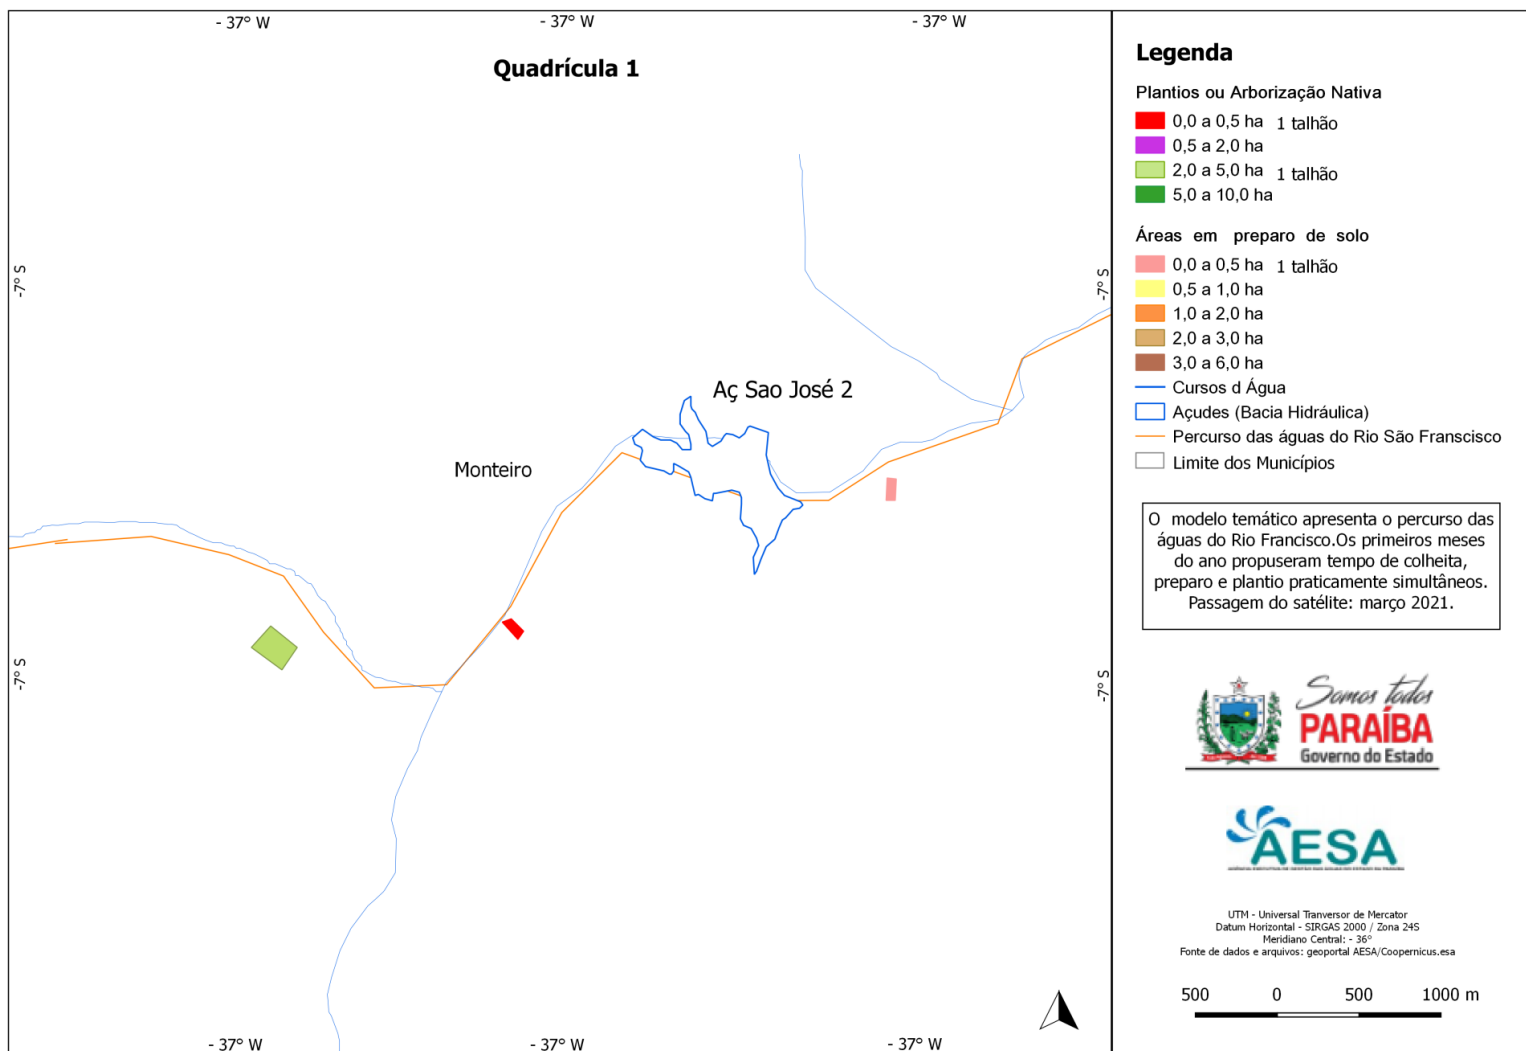 - 37° W
- 37° W
- 37° W
Quadrícula 1
-7° S
-7° S
Aç Sao José 2
Monteiro
-7° S
-7° S
- 37° W
- 37° W
- 37° W
Legenda
Plantios ou Arborização Nativa
0,0 a 0,5 ha 1 talhão
0,5 a 2,0 ha
2,0 a 5,0 ha 1 talhão
5,0 a 10,0 ha
Áreas em preparo de solo
0,0 a 0,5 ha 1 talhão
0,5 a 1,0 ha
1,0 a 2,0 ha
2,0 a 3,0 ha
3,0 a 6,0 ha
Cursos d Água
Açudes (Bacia Hidráulica)
Percurso das águas do Rio São Franscisco
Limite dos Municípios
O modelo temático apresenta o percurso das
águas do Rio Francisco.Os primeiros meses
do ano propuseram tempo de colheita,
preparo e plantio praticamente simultâneos.
Passagem do satélite: março 2021.
Somos todos
PARAÍBA
Governo do Estado
AESA
UTM - Universal Tranversor de Mercator
Datum Horizontal - SIRGAS 2000 / Zona 24S
Meridiano Central: - 36°
Fonte de dados e arquivos: geoportal AESA/Coopernicus.esa
500 0 500 1000 m